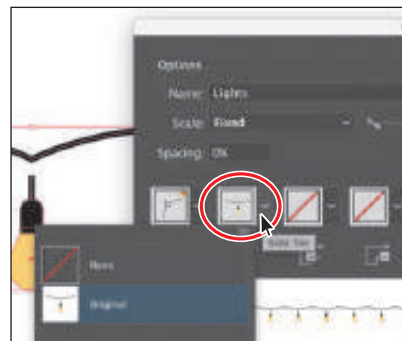 Options
Name: Lights
Scale: Fixed
Spacing: 0%
Side Tile
None
Original